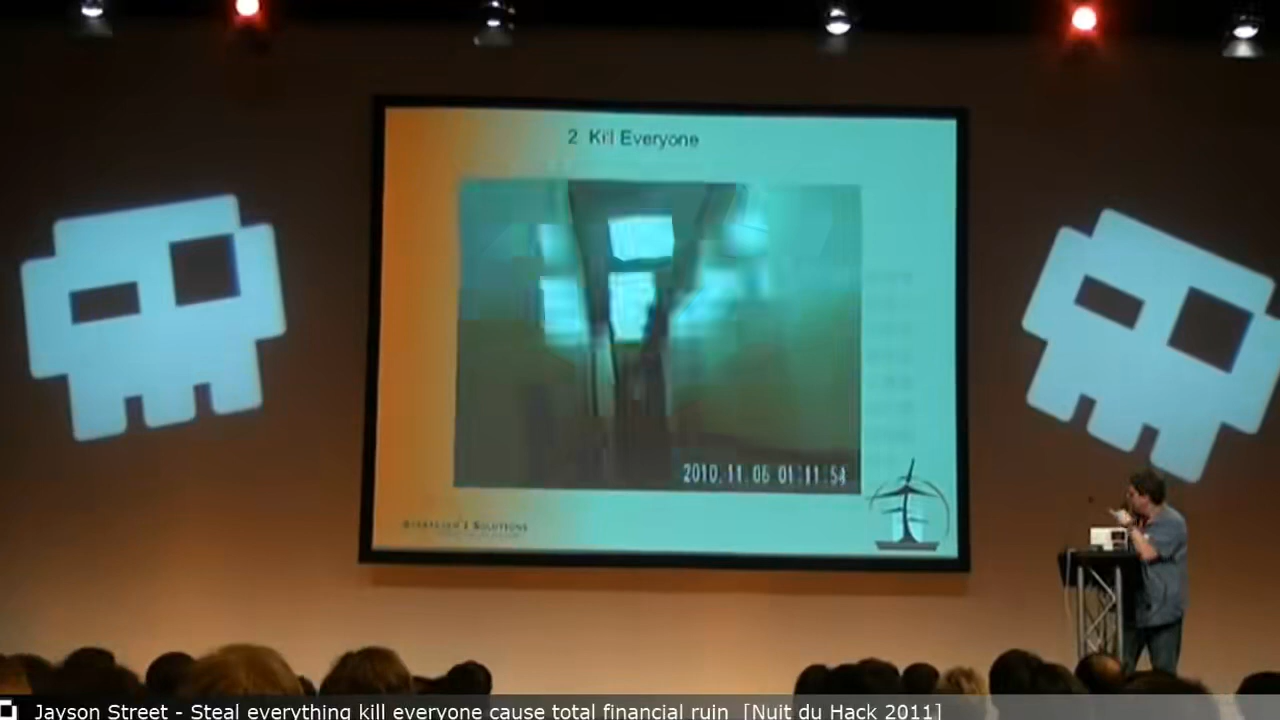 2 Kill Everyone
2010.11.06 01:11:54
Solutions
Jayson Street - Steal everything kill everyone cause total financial ruin [Nuit du Hack 2011]